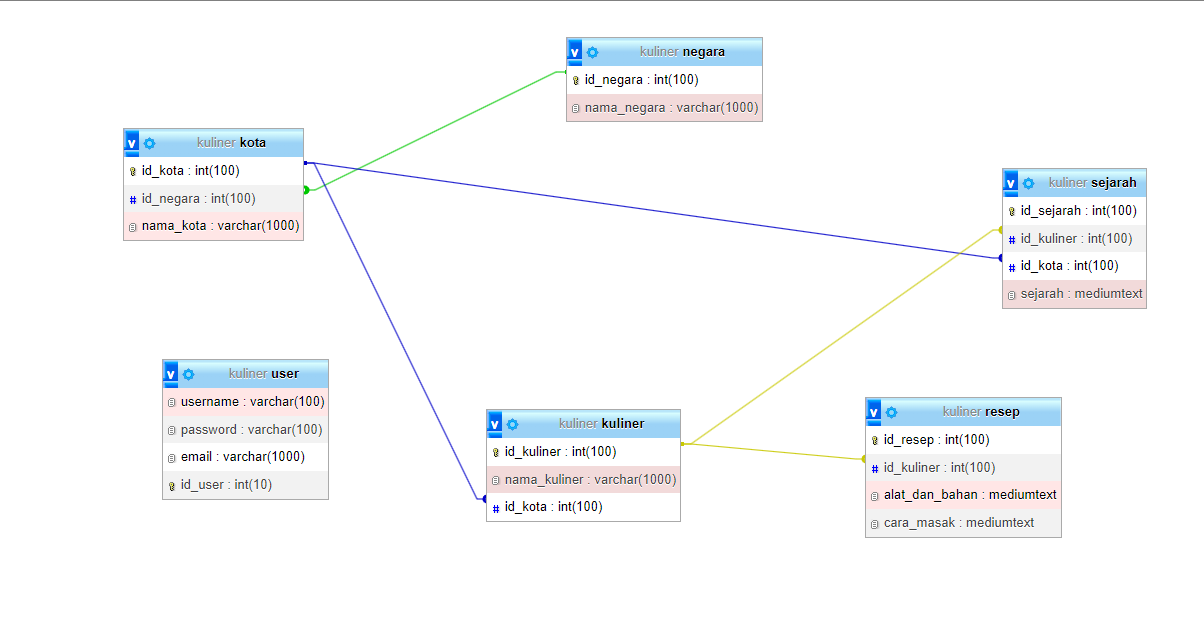 kuliner negara
id_negara : int(100)
nama_negara : varchar(1000)
v kuliner kota
id_kota : int(100)
# id_negara : int(100)
nama_kota : varchar(1000)
v kuliner sejarah
id_sejarah : int(100)
# id_kuliner : int(100)
# id_kota : int(100)
sejarah : mediumtext
v kuliner user
username : varchar(100)
password : varchar(100)
email : varchar(1000)
id_user : int(10)
v kuliner kuliner
id_kuliner : int(100)
nama_kuliner : varchar(1000)
# id_kota : int(100)
v kuliner resep
id_resep : int(100)
# id_kuliner : int(100)
alat_dan_bahan : mediumtext
cara_masak : mediumtext